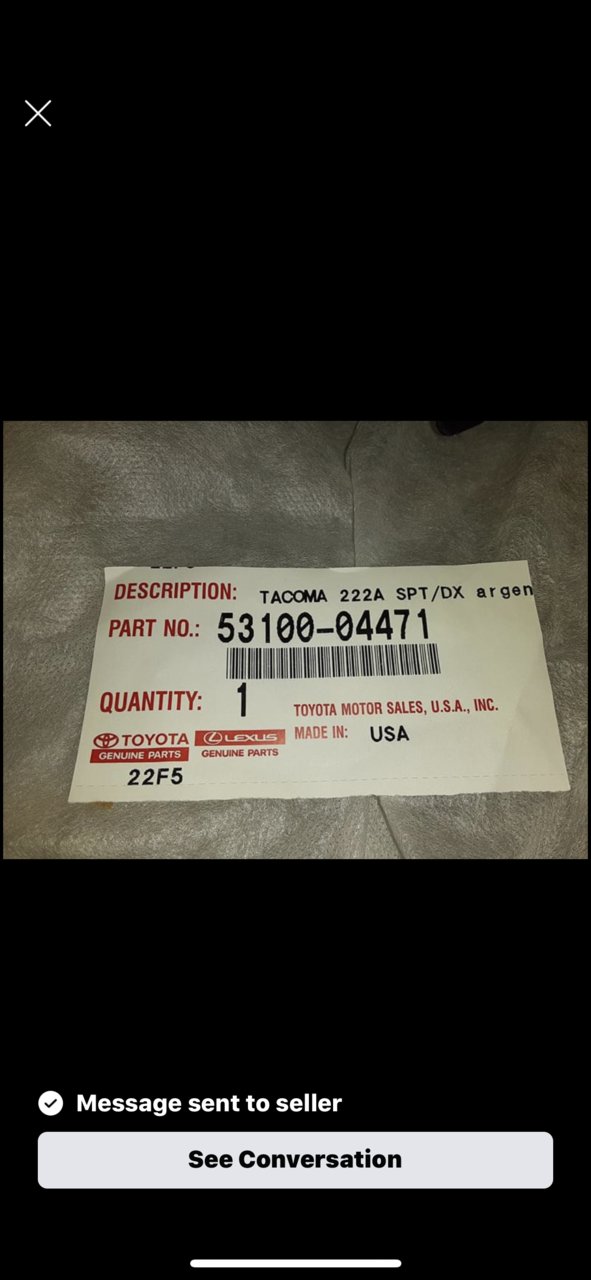 DESCRIPTION: TACOMA 222A SPT/DX argen
PART NO.: 53100-04471
QUANTITY: 1
TOYOTA MOTOR SALES, U.S.A., INC.
TOYOTA LEXUS MADE IN: USA
GENUINE PARTS GENUINE PARTS
22F5
Message sent to seller
See Conversation